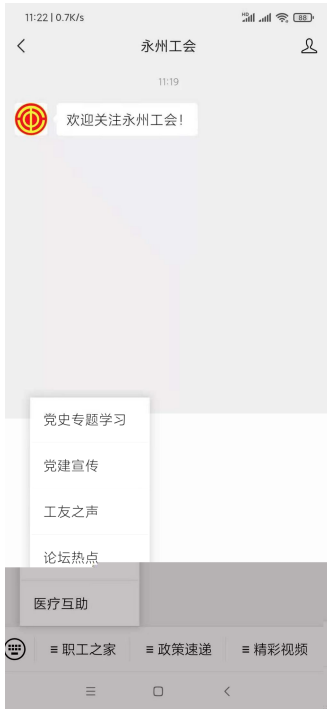 11:22 | 0.7K/s
HD
88
永州工会
11:19
欢迎关注永州工会!
党史专题学习
党建宣传
工友之声
论坛热点
医疗互助
≡ 职工之家
≡ 政策速递
≡ 精彩视频